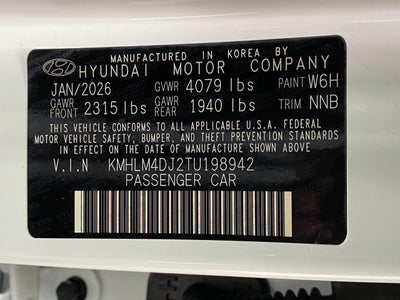 MANUFACTURED IN KOREA BY
HYUNDAI MOTOR COMPANY
JAN/2026 GVWR 4079 lbs PAINT W6H
GAWR FRONT 2315 lbs GAWR REAR 1940 lbs TRIM NNB
THIS VEHICLE CONFORMS TO ALL APPLICABLE U.S.A. FEDERAL
MOTOR VEHICLE SAFETY, BUMPER, AND THEFT PREVENTION STANDARDS
IN EFFECT ON THE DATE OF MANUFACTURE SHOWN ABOVE.
V.I.N KMHLM4DJ2TU198942
PASSENGER CAR